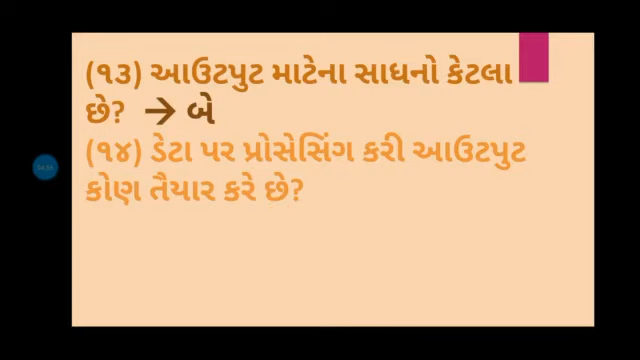 (૧૩) આઉટપુટ માટેના સાધનો કેટલા
છે? → બે
(૧૪) ડેટા પર પ્રોસેસિંગ કરી આઉટપુટ
કોણ તૈયાર કરે છે?